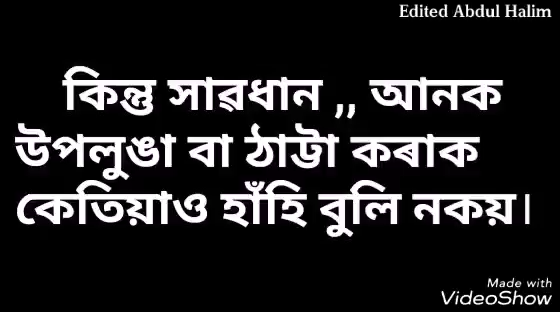 Edited Abdul Halim
কিন্তু সাৱধান ,, আনক
উপলুঙা বা ঠাট্টা কৰাক
কেতিয়াও হাঁহি বুলি নকয়।
Made with
VideoShow